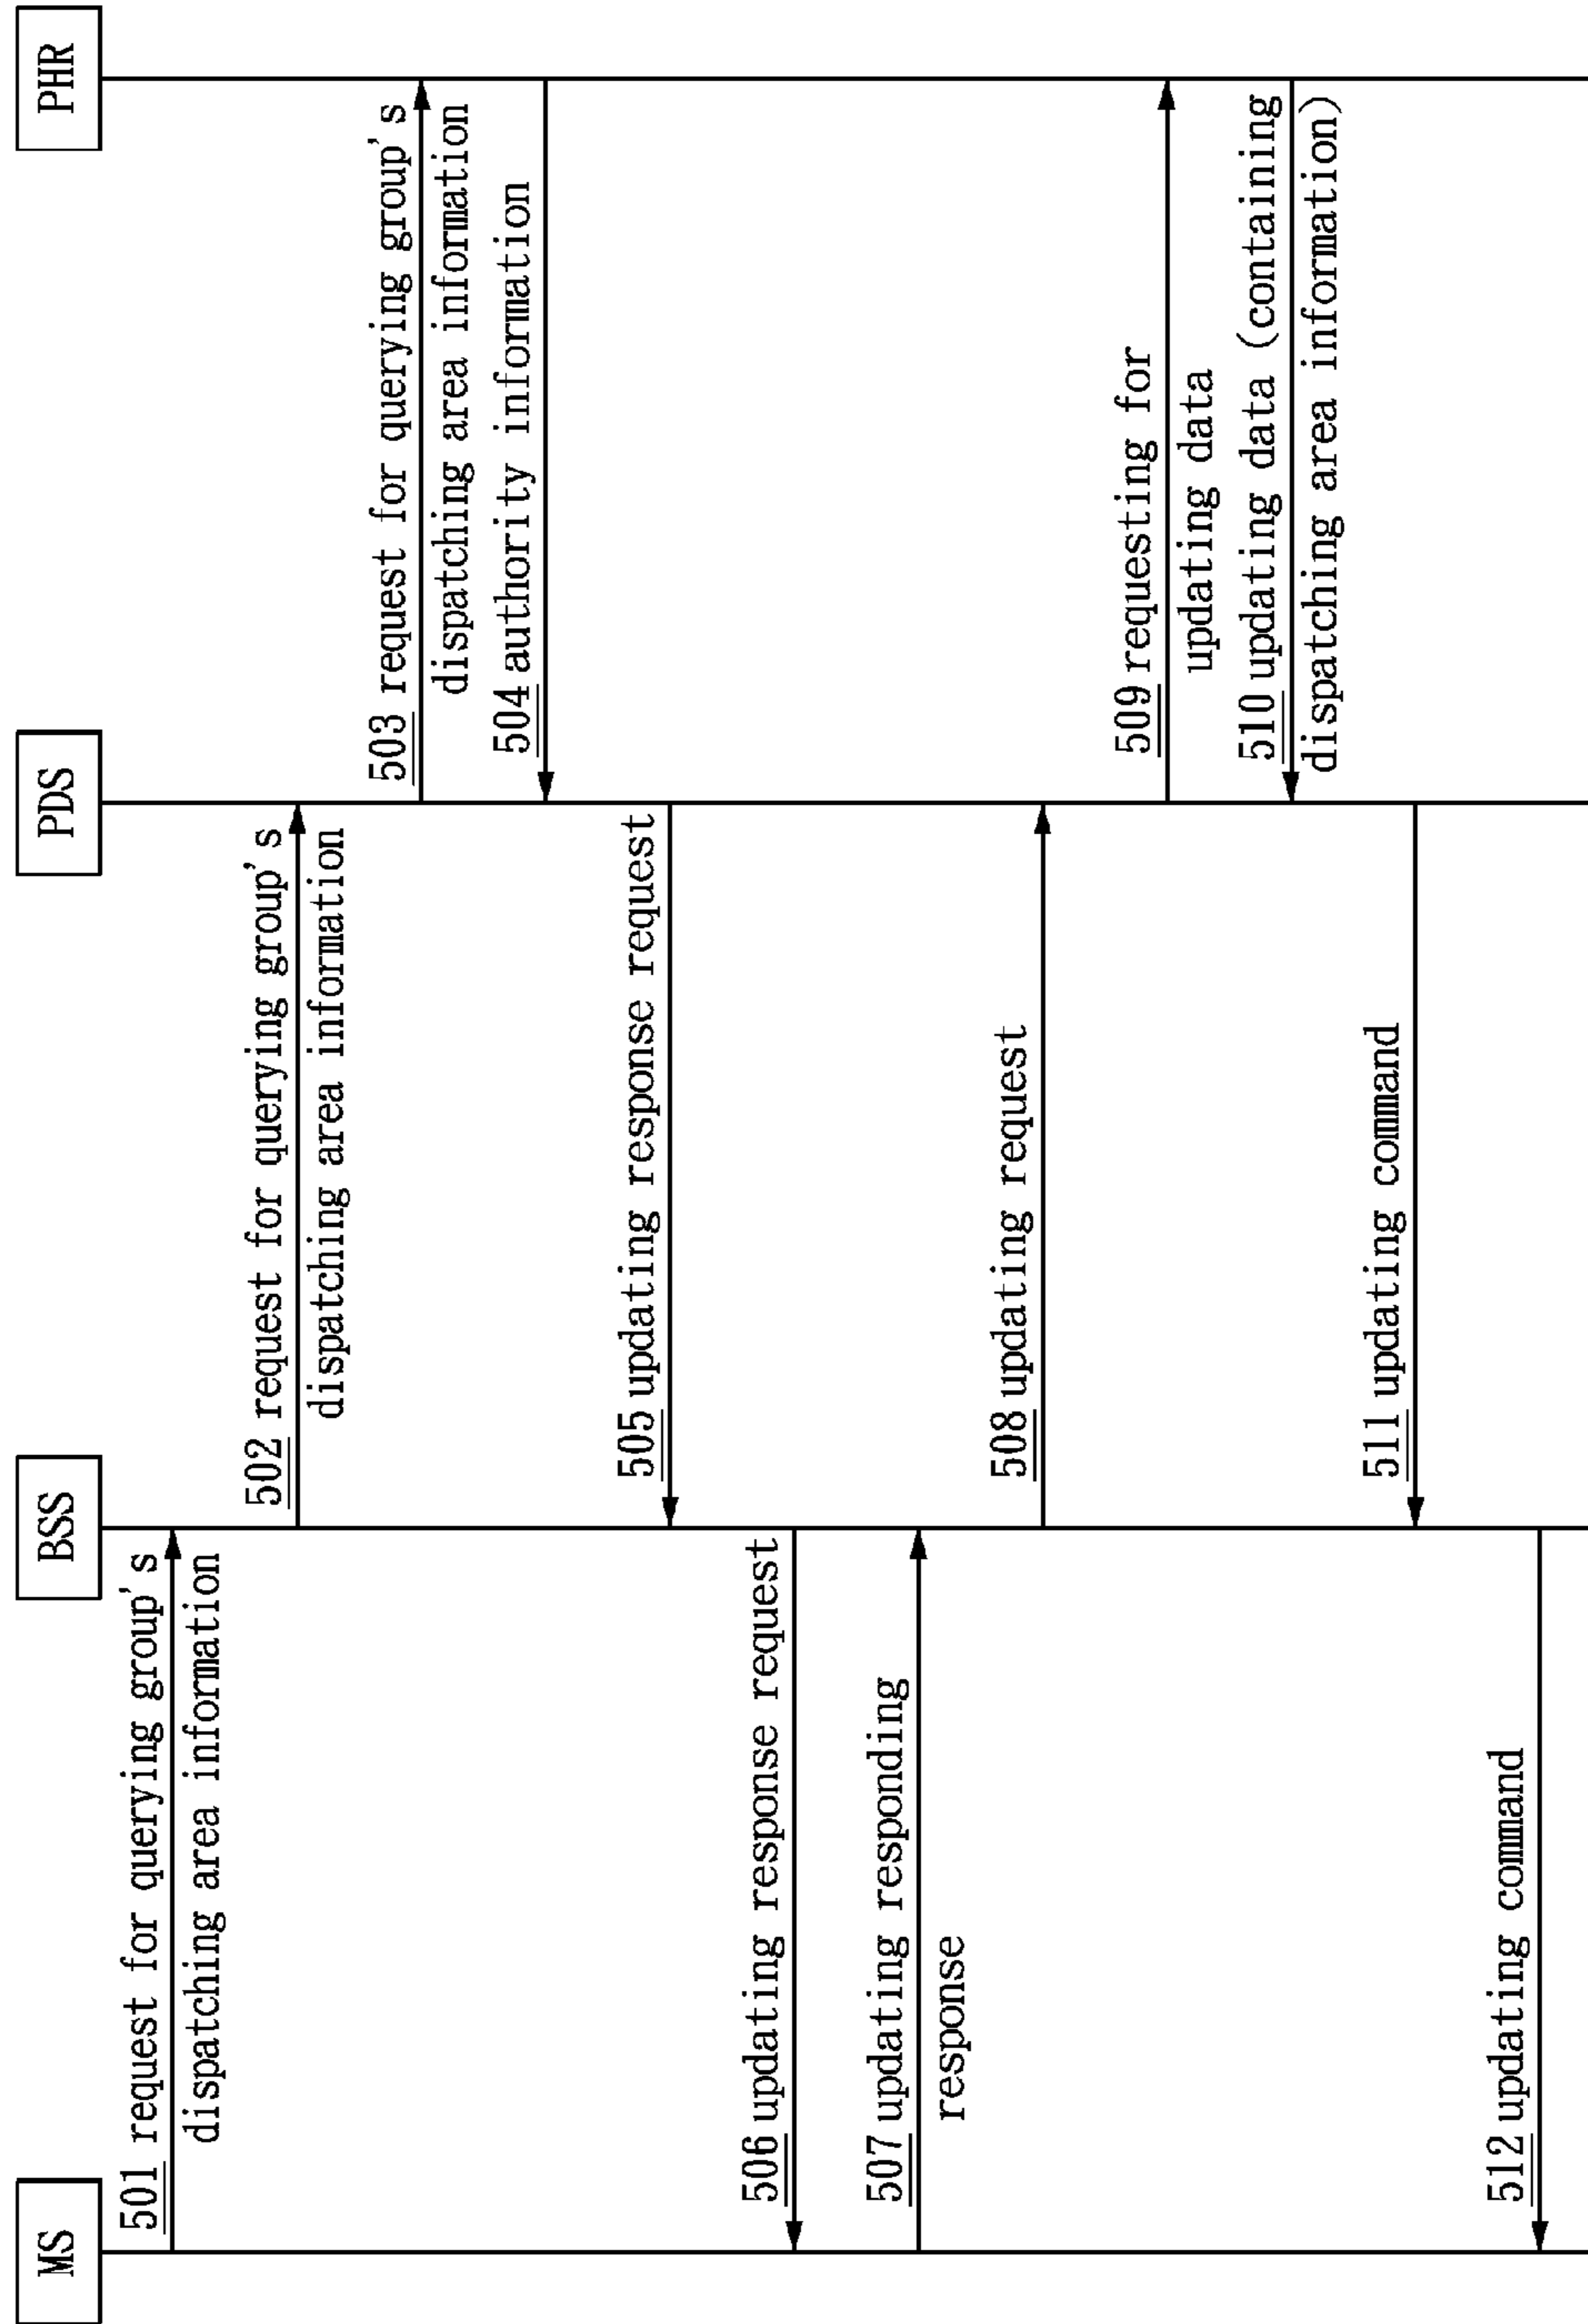 MS
BSS
PDS
PHR
501 request for querying group's
dispatching area information
502 request for querying group's
dispatching area information
503 request for querying group's
dispatching area information
504 authority information
505 updating response request
506 updating response request
507 updating responding
response
508 updating request
509 requesting for
updating data
510 updating data (containing
dispatching area information)
511 updating command
512 updating command